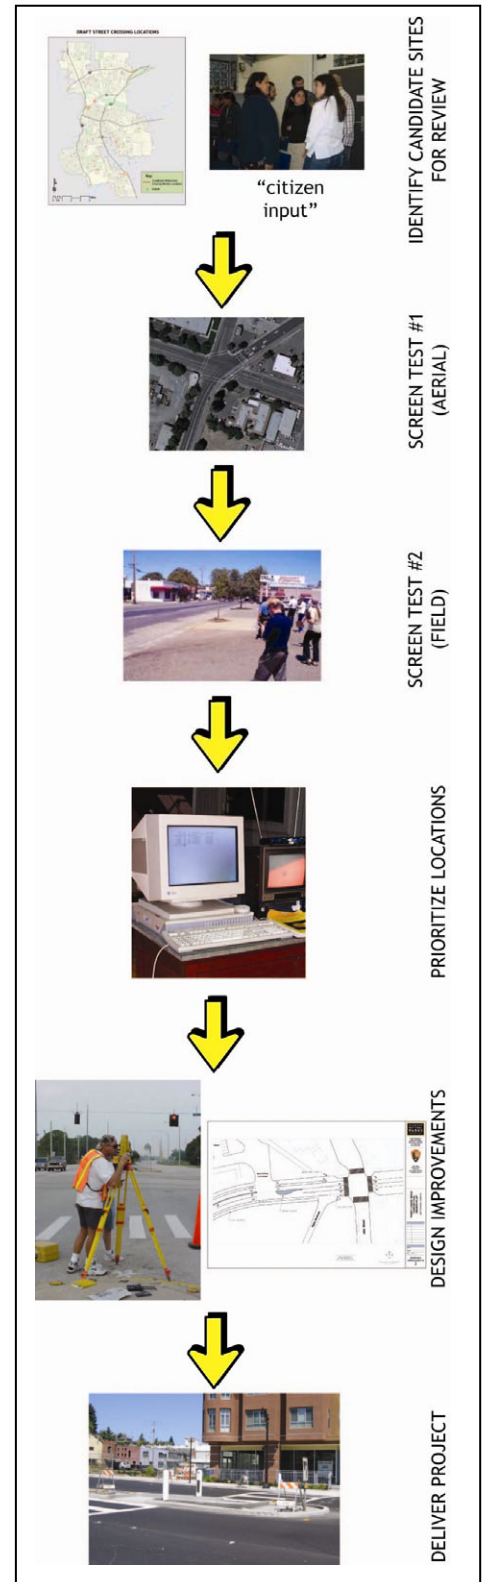 DRAFT STREET CROSSING LOCATIONS
IDENTIFY CANDIDATE SITES
FOR REVIEW
“citizen
input”
SCREEN TEST #1
(AERIAL)
SCREEN TEST #2
(FIELD)
PRIORITIZE LOCATIONS
DESIGN IMPROVEMENTS
DELIVER PROJECT